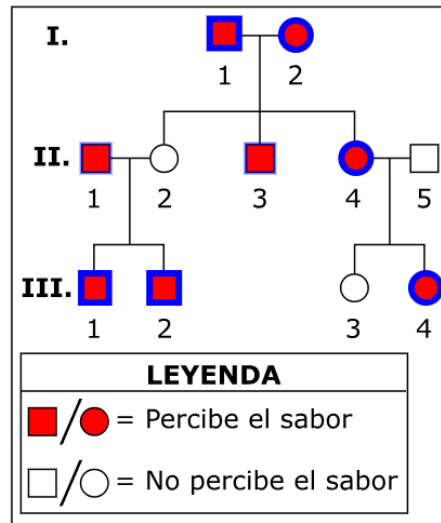 I.
1 2
II.
1 2 3 4 5
III.
1 2 3 4
LEYENDA
/ = Percibe el sabor
/ = No percibe el sabor